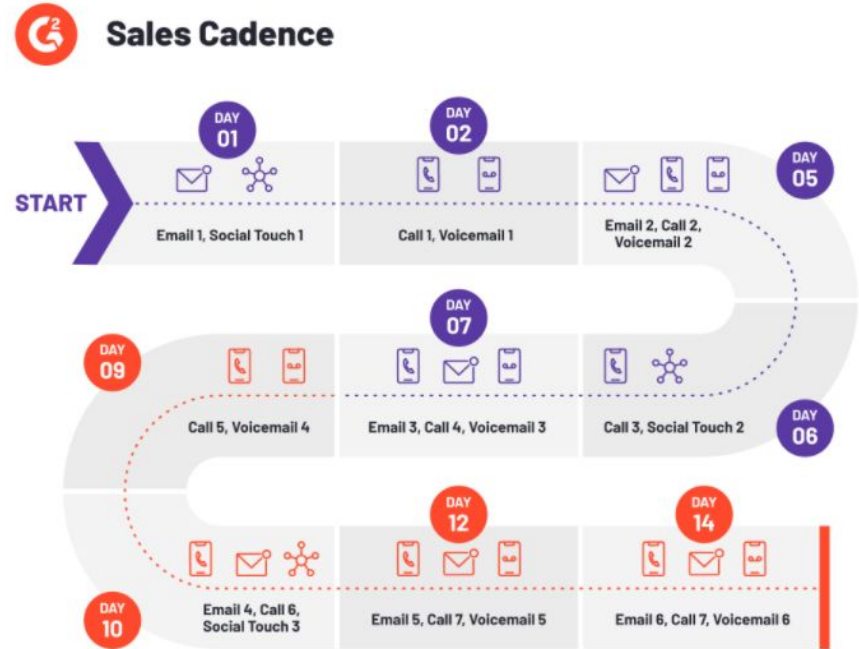 G2
Sales Cadence
START
DAY
01
Email 1, Social Touch 1
DAY
02
Call 1, Voicemail 1
DAY
05
Email 2, Call 2,
Voicemail 2
DAY
06
Call 3, Social Touch 2
DAY
07
Email 3, Call 4, Voicemail 3
DAY
09
Call 5, Voicemail 4
DAY
10
Email 4, Call 6,
Social Touch 3
DAY
12
Email 5, Call 7, Voicemail 5
DAY
14
Email 6, Call 7, Voicemail 6